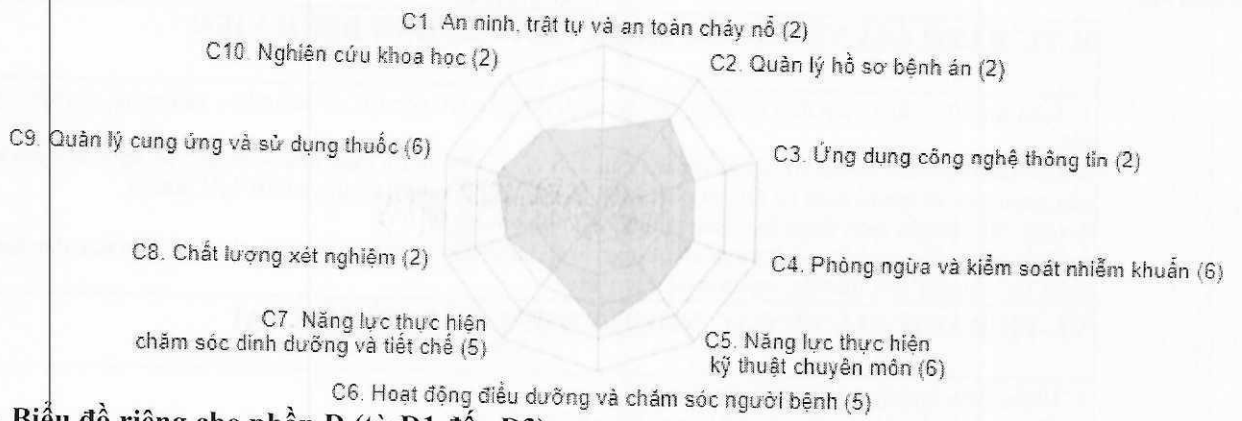 C1. An ninh, trật tự và an toàn cháy nổ (2)
C10. Nghiên cứu khoa học (2)
C2. Quản lý hồ sơ bệnh án (2)
C9. Quản lý cung ứng và sử dụng thuốc (6)
C3. Ứng dụng công nghệ thông tin (2)
C8. Chất lượng xét nghiệm (2)
C4. Phòng ngừa và kiểm soát nhiễm khuẩn (6)
C7. Năng lực thực hiện
chăm sóc dinh dưỡng và tiết chế (5)
C5. Năng lực thực hiện
kỹ thuật chuyên môn (6)
C6. Hoạt động điều dưỡng và chăm sóc người bệnh (5)
Biểu đồ riêng cho phần D (từ D1 đến D3)